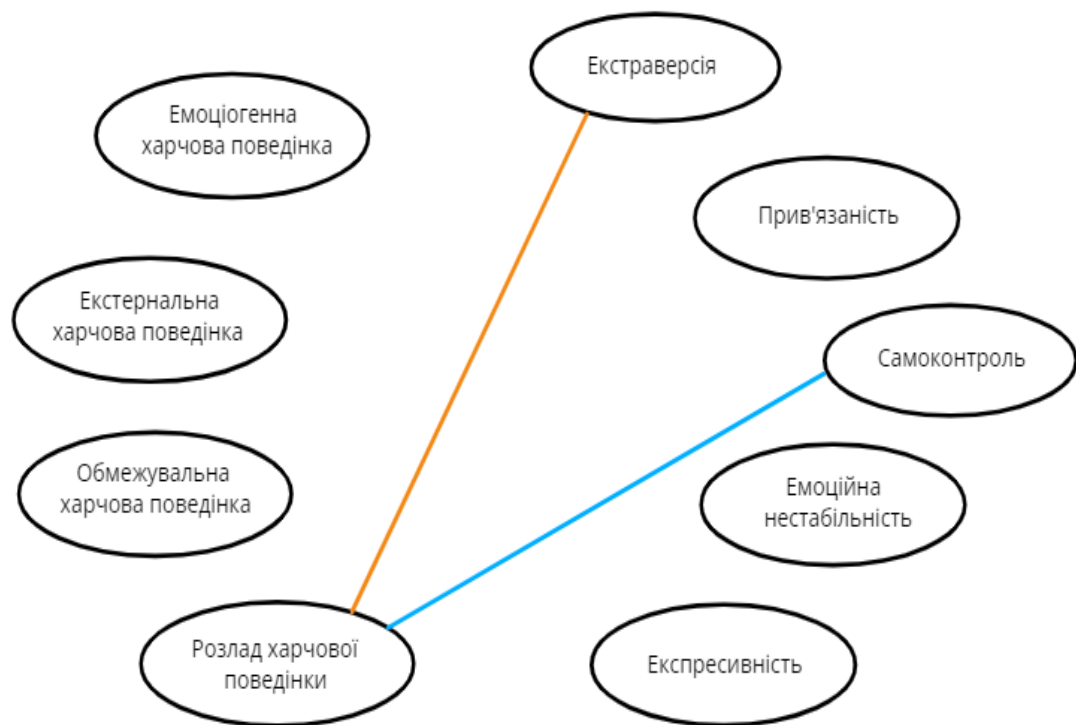 Екстраверсія
Емоціогенна
харчова поведінка
Прив'язаність
Екстернальна
харчова поведінка
Самоконтроль
Обмежувальна
харчова поведінка
Емоційна
нестабільність
Розлад харчової
поведінки
Експресивність